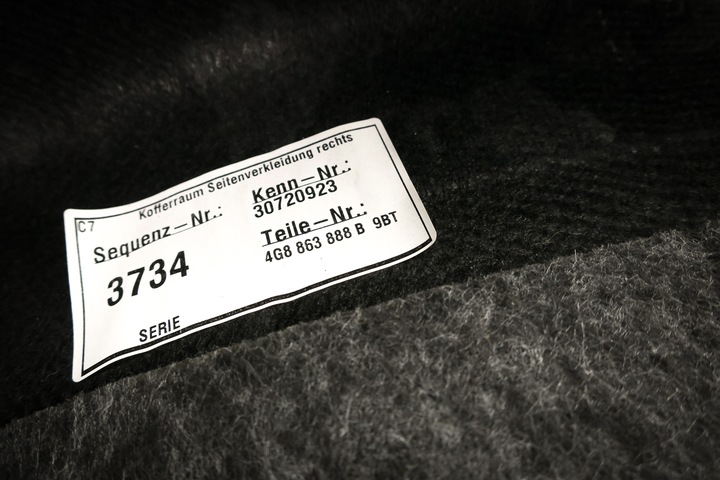 C7 Kofferraum Seitenverkleidung rechts
Sequenz-Nr.:
3734
SERIE
Kenn-Nr.:
30720923
Teile-Nr.:
4G8 863 888 B 9BT